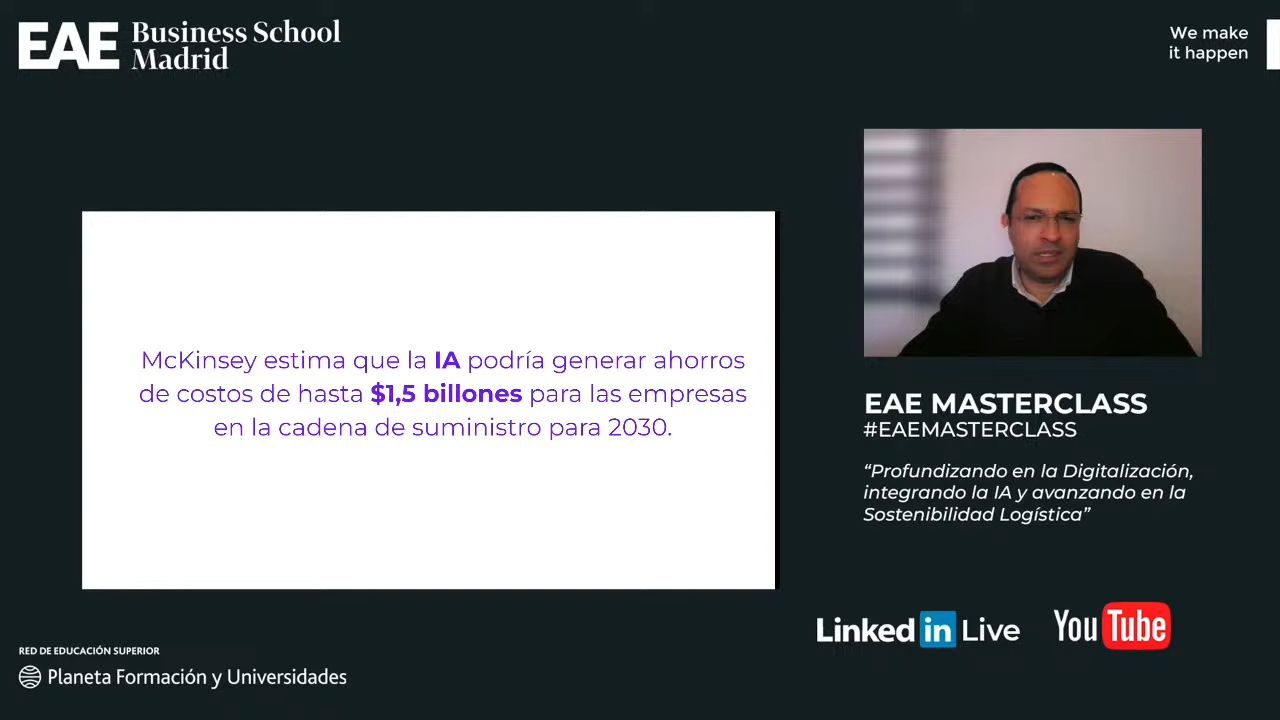 EAE Business School
Madrid
We make
it happen
McKinsey estima que la IA podría generar ahorros
de costos de hasta $1,5 billones para las empresas
en la cadena de suministro para 2030.
EAE MASTERCLASS
#EAEMASTERCLASS
“Profundizando en la Digitalización,
integrando la IA y avanzando en la
Sostenibilidad Logística”
Linked in Live
YouTube
RED DE EDUCACIÓN SUPERIOR
Planeta Formación y Universidades